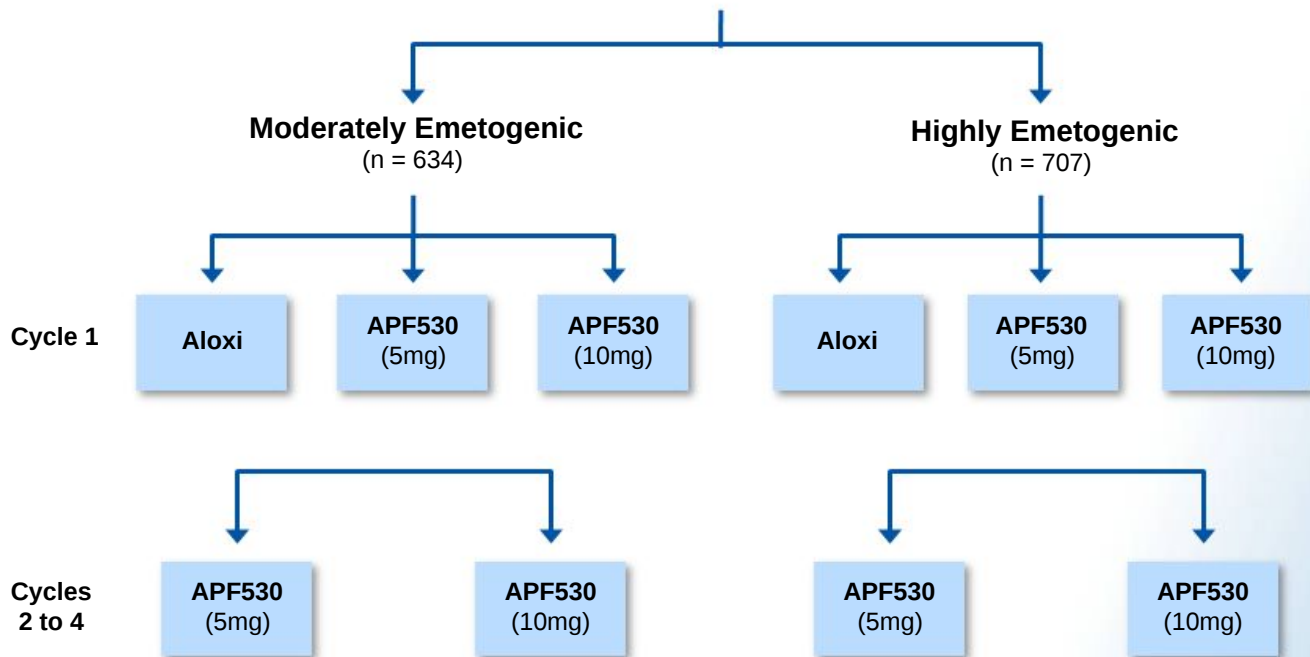 Moderately Emetogenic
(n = 634)
Highly Emetogenic
(n = 707)
Cycle 1
Aloxi
APF530
(5mg)
APF530
(10mg)
Aloxi
APF530
(5mg)
APF530
(10mg)
Cycles
2 to 4
APF530
(5mg)
APF530
(10mg)
APF530
(5mg)
APF530
(10mg)